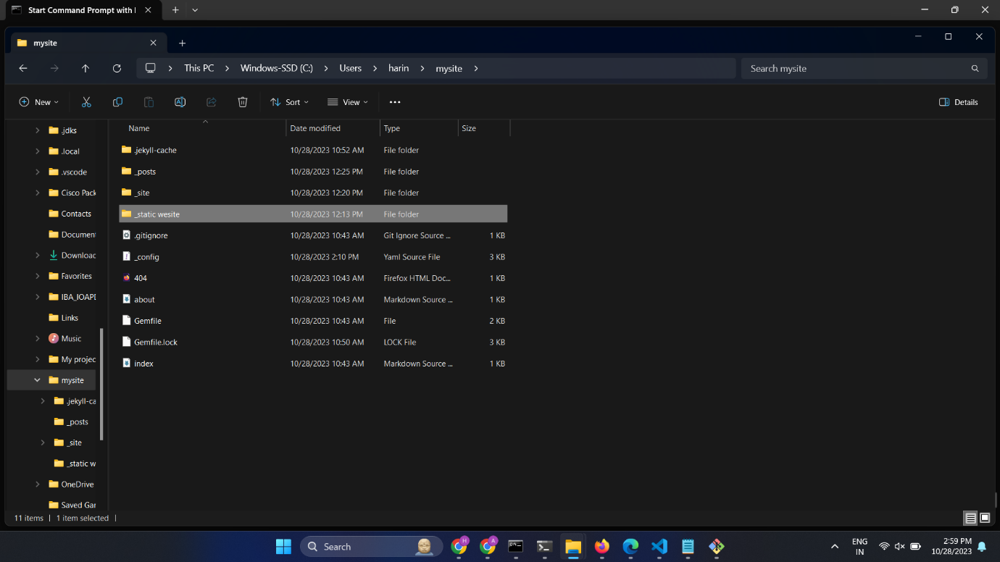 Start Command Prompt with
mysite
This PC > Windows-SSD (C:) > Users > harin > mysite >
Search mysite
New
Sort
View
Details
Name Date modified Type Size
.jdks
.local
.vscode
Cisco Pack
Contacts
Documen
Downloac
Favorites
IBA_IOAPI
Links
Music
My projec
mysite
.jekyll-ca
_posts
_site
_static w
OneDrive
Saved Gar
.jekyll-cache 10/28/2023 10:52 AM File folder
_posts 10/28/2023 12:25 PM File folder
_site 10/28/2023 12:20 PM File folder
_static wesite 10/28/2023 12:13 PM File folder
.gitignore 10/28/2023 10:43 AM Git Ignore Source ... 1 KB
_config 10/28/2023 2:10 PM Yaml Source File 3 KB
404 10/28/2023 10:43 AM Firefox HTML Doc... 1 KB
about 10/28/2023 10:43 AM Markdown Source ... 1 KB
Gemfile 10/28/2023 10:43 AM File 2 KB
Gemfile.lock 10/28/2023 10:50 AM LOCK File 3 KB
index 10/28/2023 10:43 AM Markdown Source ... 1 KB
11 items | 1 item selected |
Search
H
A
ENG
IN
2:59 PM
10/28/2023